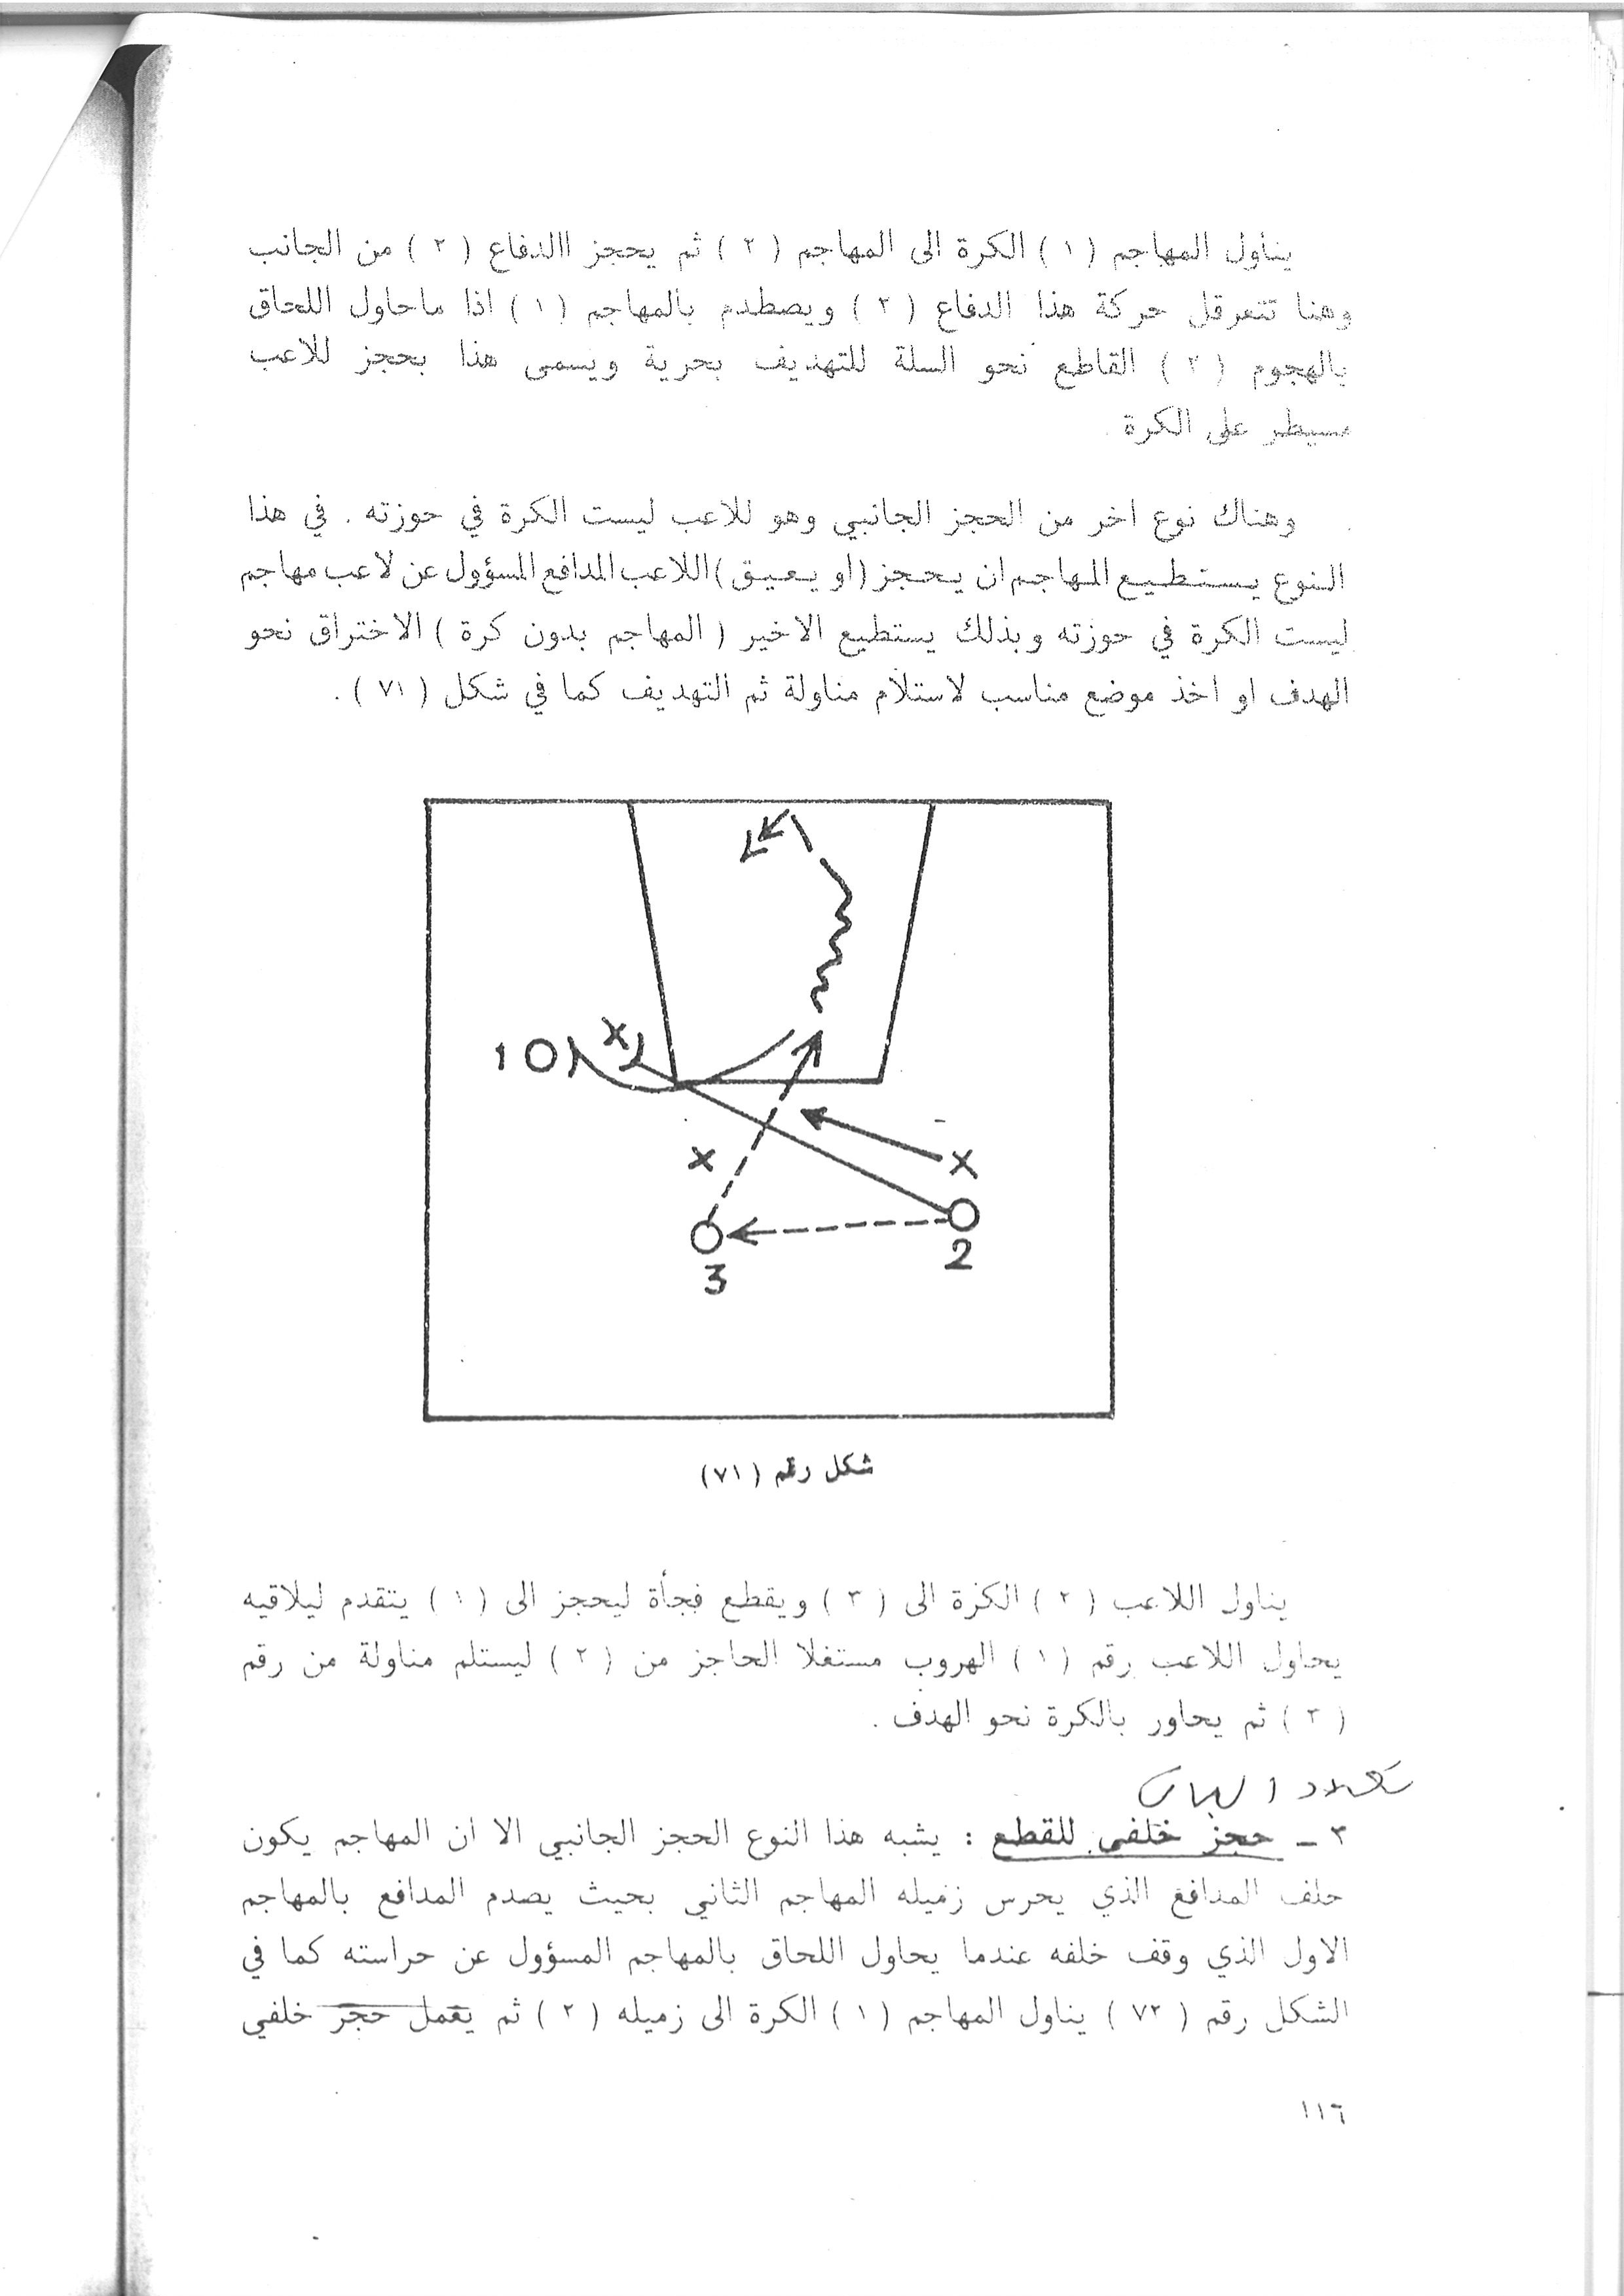 يناول المهاجم ( ١ ) الكرة الى المهاجم ( ٢ ) ثم يحجز االدفاع ( ٢ ) من الجانب
وهنا تتعرقل حركة هذا الدفاع ( ٢ ) ويصطدم بالمهاجم ( ١ ) اذا ماحاول اللحاق
بالهجوم ( ٢ ) القاطع نحو السلة للتهديف بحرية ويسمى هذا بحجز للاعب
مسيطر على الكرة
وهناك نوع اخر من الحجز الجانبي وهو للاعب ليست الكرة في حوزته . في هذا
النوع يستطيع المهاجم ان يحجز (او يعيق) اللاعب المدافع المسؤول عن لاعب مهاجم
ليست الكرة في حوزته وبذلك يستطيع الاخير ( المهاجم بدون كرة ) الاختراق نحو
الهدف او اخذ موضع مناسب لاستلام مناولة ثم التهديف كما في شكل ( ٧١ ) .
1
X
X
X
3
2
شكل رقم (٧١)
يناول اللاعب ( ٢ ) الكرة الى ( ٣ ) ويقطع فجأة ليحجز الى ( ١ ) يتقدم ليلاقيه
يحاول اللاعب رقم ( ١ ) الهروب مستغلا الحاجز من ( ٢ ) ليستلم مناولة من رقم
( ٣ ) ثم يحاور بالكرة نحو الهدف .
٣ – حجز خلفي للقطع : يشبه هذا النوع الحجز الجانبي الا ان المهاجم يكون
خلف المدافع الذي يحرس زميله المهاجم الثاني بحيث يصدم المدافع بالمهاجم
الاول الذي وقف خلفه عندما يحاول اللحاق بالمهاجم المسؤول عن حراسته كما في
الشكل رقم ( ٧٢ ) يناول المهاجم ( ١ ) الكرة الى زميله ( ٢ ) ثم يعمل حجز خلفي
١١٦